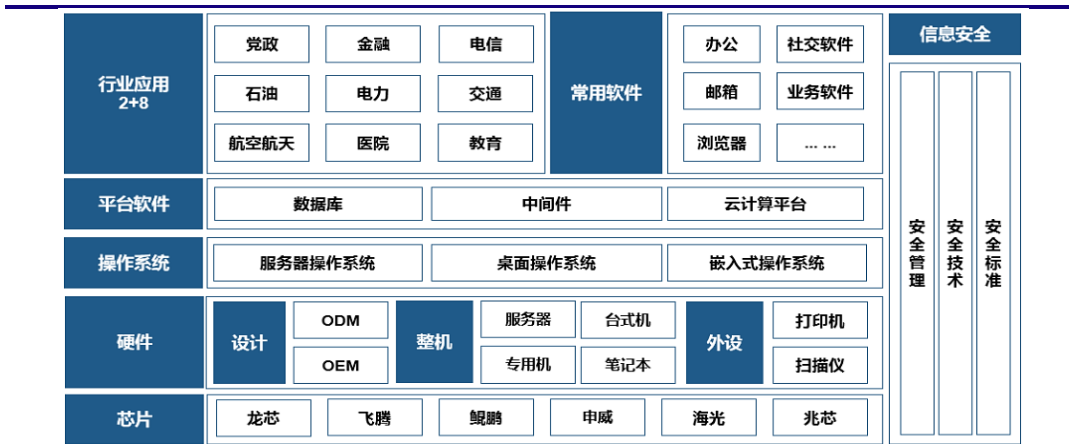 行业应用
2+8
党政
金融
电信
石油
电力
交通
航空航天
医院
教育
常用软件
办公
社交软件
邮箱
业务软件
浏览器
... ...
平台软件
数据库
中间件
云计算平台
操作系统
服务器操作系统
桌面操作系统
嵌入式操作系统
硬件
设计
ODM
OEM
整机
服务器
台式机
专用机
笔记本
外设
打印机
扫描仪
芯片
龙芯
飞腾
鲲鹏
申威
海光
兆芯
信息安全
安全管理
安全技术
安全标准